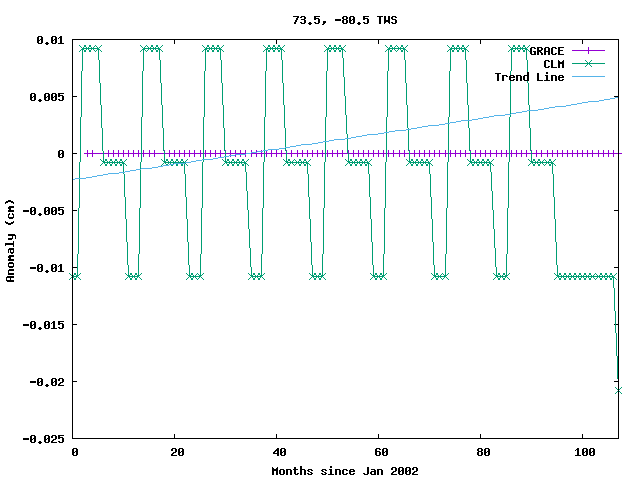 73.5, -80.5 TWS
GRACE
CLM
Trend Line
0.01
0.005
0
-0.005
-0.01
-0.015
-0.02
-0.025
Anomaly (cm)
0 20 40 60 80 100
Months since Jan 2002